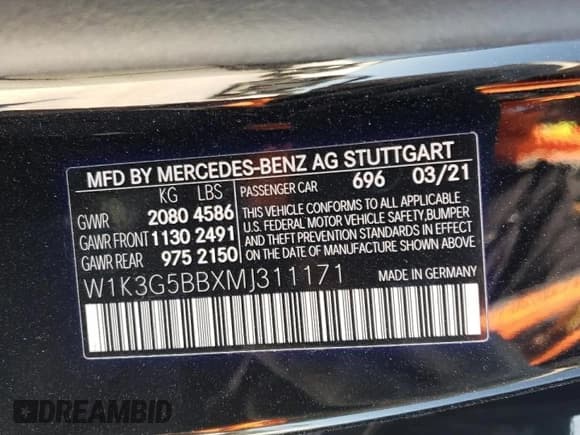 MFD BY MERCEDES-BENZ AG STUTTGART
KG LBS PASSENGER CAR 696 03/21
GVWR 2080 4586
GAWR FRONT 1130 2491
GAWR REAR 975 2150
THIS VEHICLE CONFORMS TO ALL APPLICABLE
U.S. FEDERAL MOTOR VEHICLE SAFETY, BUMPER
AND THEFT PREVENTION STANDARDS IN EFFECT
ON THE DATE OF MANUFACTURE SHOWN ABOVE.
W1K3G5BBXMJ311171 MADE IN GERMANY
DREAMBID